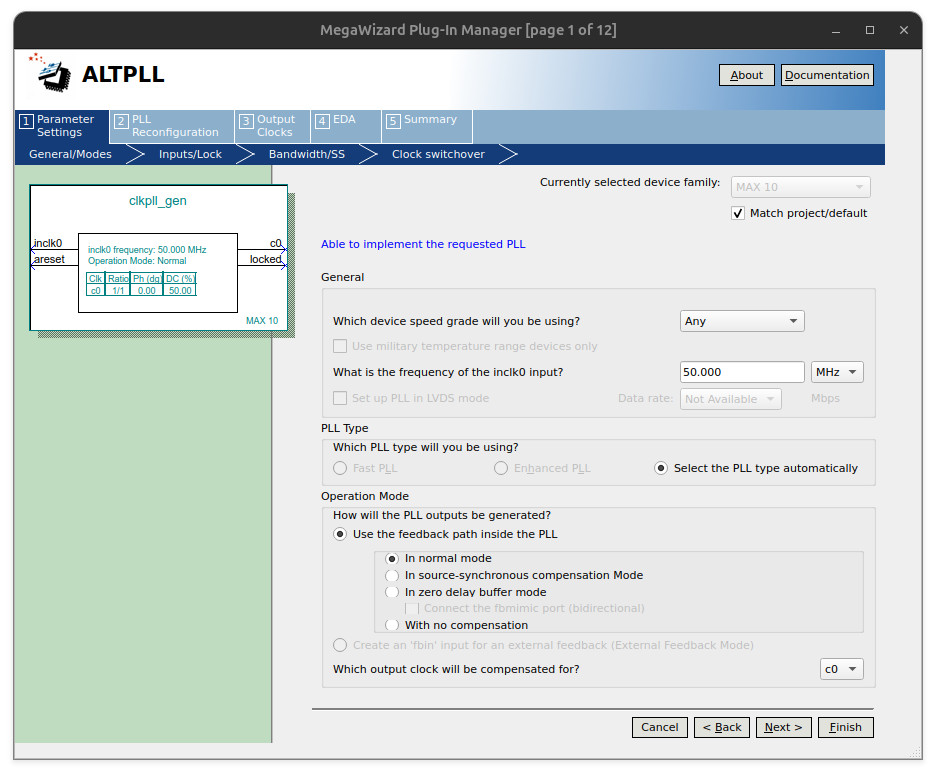 MegaWizard Plug-In Manager [page 1 of 12]
ALTPLL
About
Documentation
1 Parameter Settings
2 PLL Reconfiguration
3 Output Clocks
4 EDA
5 Summary
General/Modes
Inputs/Lock
Bandwidth/SS
Clock switchover
clkpll_gen
inclk0
areset
c0
locked
inclk0 frequency: 50.000 MHz
Operation Mode: Normal
Clk Ratio Ph (dg) DC (%)
c0 1/1 0.00 50.00
MAX 10
Currently selected device family:
MAX 10
Match project/default
Able to implement the requested PLL
General
Which device speed grade will you be using?
Any
Use military temperature range devices only
What is the frequency of the inclk0 input?
50.000
MHz
Set up PLL in LVDS mode
Data rate:
Not Available
Mbps
PLL Type
Which PLL type will you be using?
Fast PLL
Enhanced PLL
Select the PLL type automatically
Operation Mode
How will the PLL outputs be generated?
Use the feedback path inside the PLL
In normal mode
In source-synchronous compensation Mode
In zero delay buffer mode
Connect the fbmimic port (bidirectional)
With no compensation
Create an 'fbin' input for an external feedback (External Feedback Mode)
Which output clock will be compensated for?
c0
Cancel
< Back
Next >
Finish